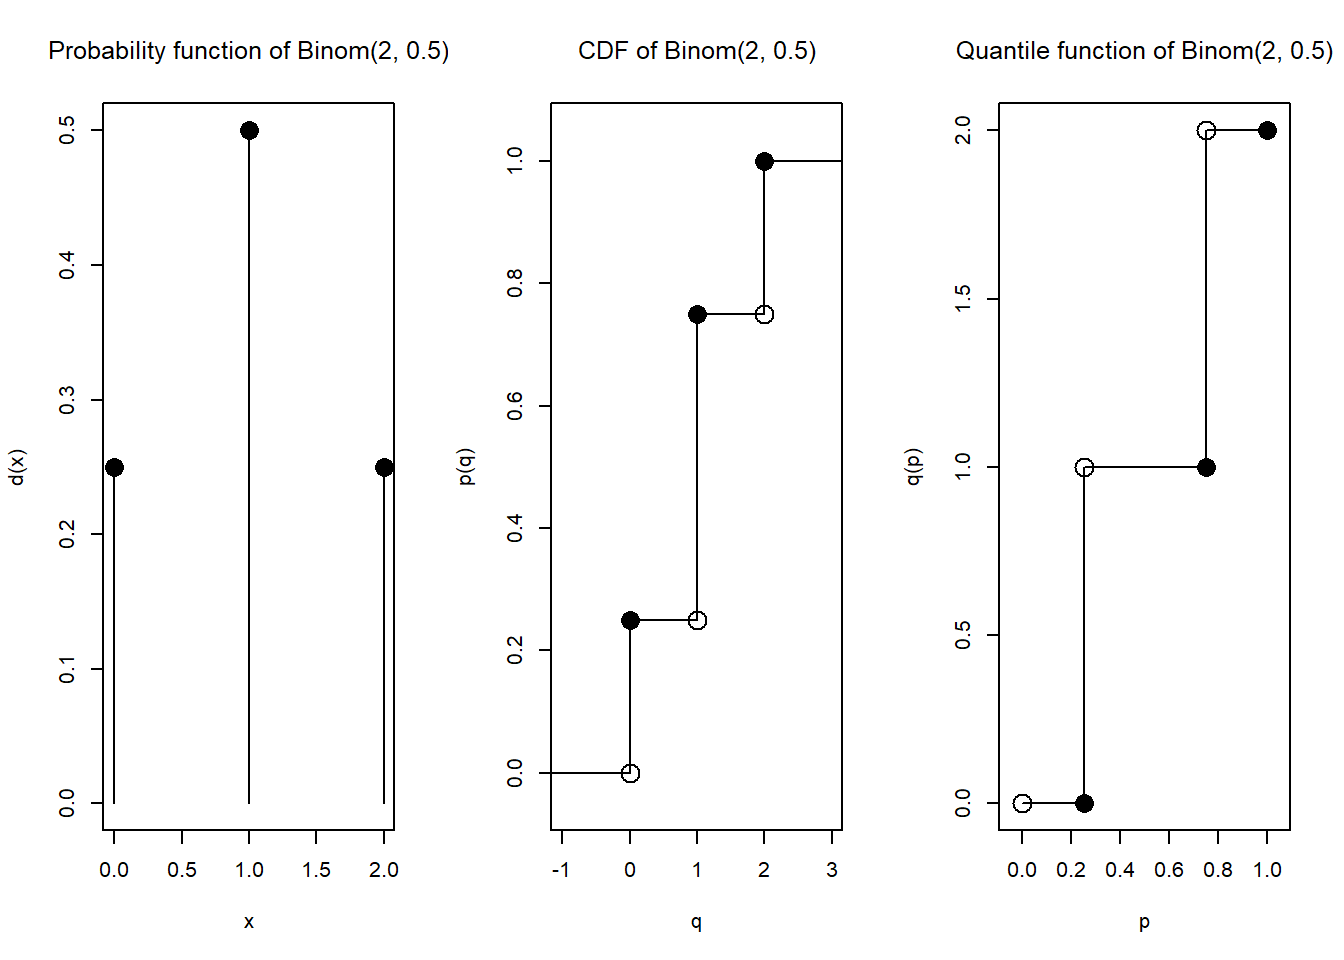 Probability function of Binom(2, 0.5)
d(x)
0.5
0.4
0.3
0.2
0.1
0.0
0.0 0.5 1.0 1.5 2.0
x
CDF of Binom(2, 0.5)
p(q)
1.0
0.8
0.6
0.4
0.2
0.0
-1 0 1 2 3
q
Quantile function of Binom(2, 0.5)
q(p)
2.0
1.5
1.0
0.5
0.0
0.0 0.2 0.4 0.6 0.8 1.0
p